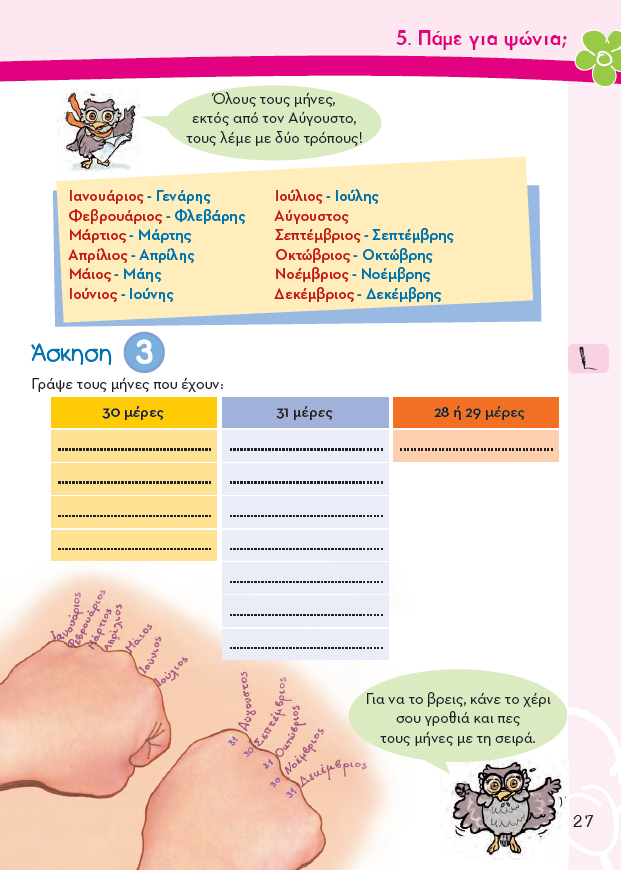 5. Πάμε για ψώνια;
Όλους τους μήνες,
εκτός από τον Αύγουστο,
τους λέμε με δύο τρόπους!
Ιανουάριος - Γενάρης
Φεβρουάριος - Φλεβάρης
Μάρτιος - Μάρτης
Απρίλιος - Απρίλης
Μάιος - Μάης
Ιούνιος - Ιούνης
Ιούλιος - Ιούλης
Αύγουστος
Σεπτέμβριος - Σεπτέμβρης
Οκτώβριος - Οκτώβρης
Νοέμβριος - Νοέμβρης
Δεκέμβριος - Δεκέμβρης
Άσκηση 3
Γράψε τους μήνες που έχουν:
30 μέρες
31 μέρες
28 ή 29 μέρες
Ιανουάριος
Φεβρουάριος
Μάρτιος
Απρίλιος
Μάιος
Ιούνιος
Ιούλιος
31 Αύγουστος
30 Σεπτέμβριος
31 Οκτώβριος
30 Νοέμβριος
31 Δεκέμβριος
Για να το βρεις, κάνε το χέρι
σου γροθιά και πες
τους μήνες με τη σειρά.
27